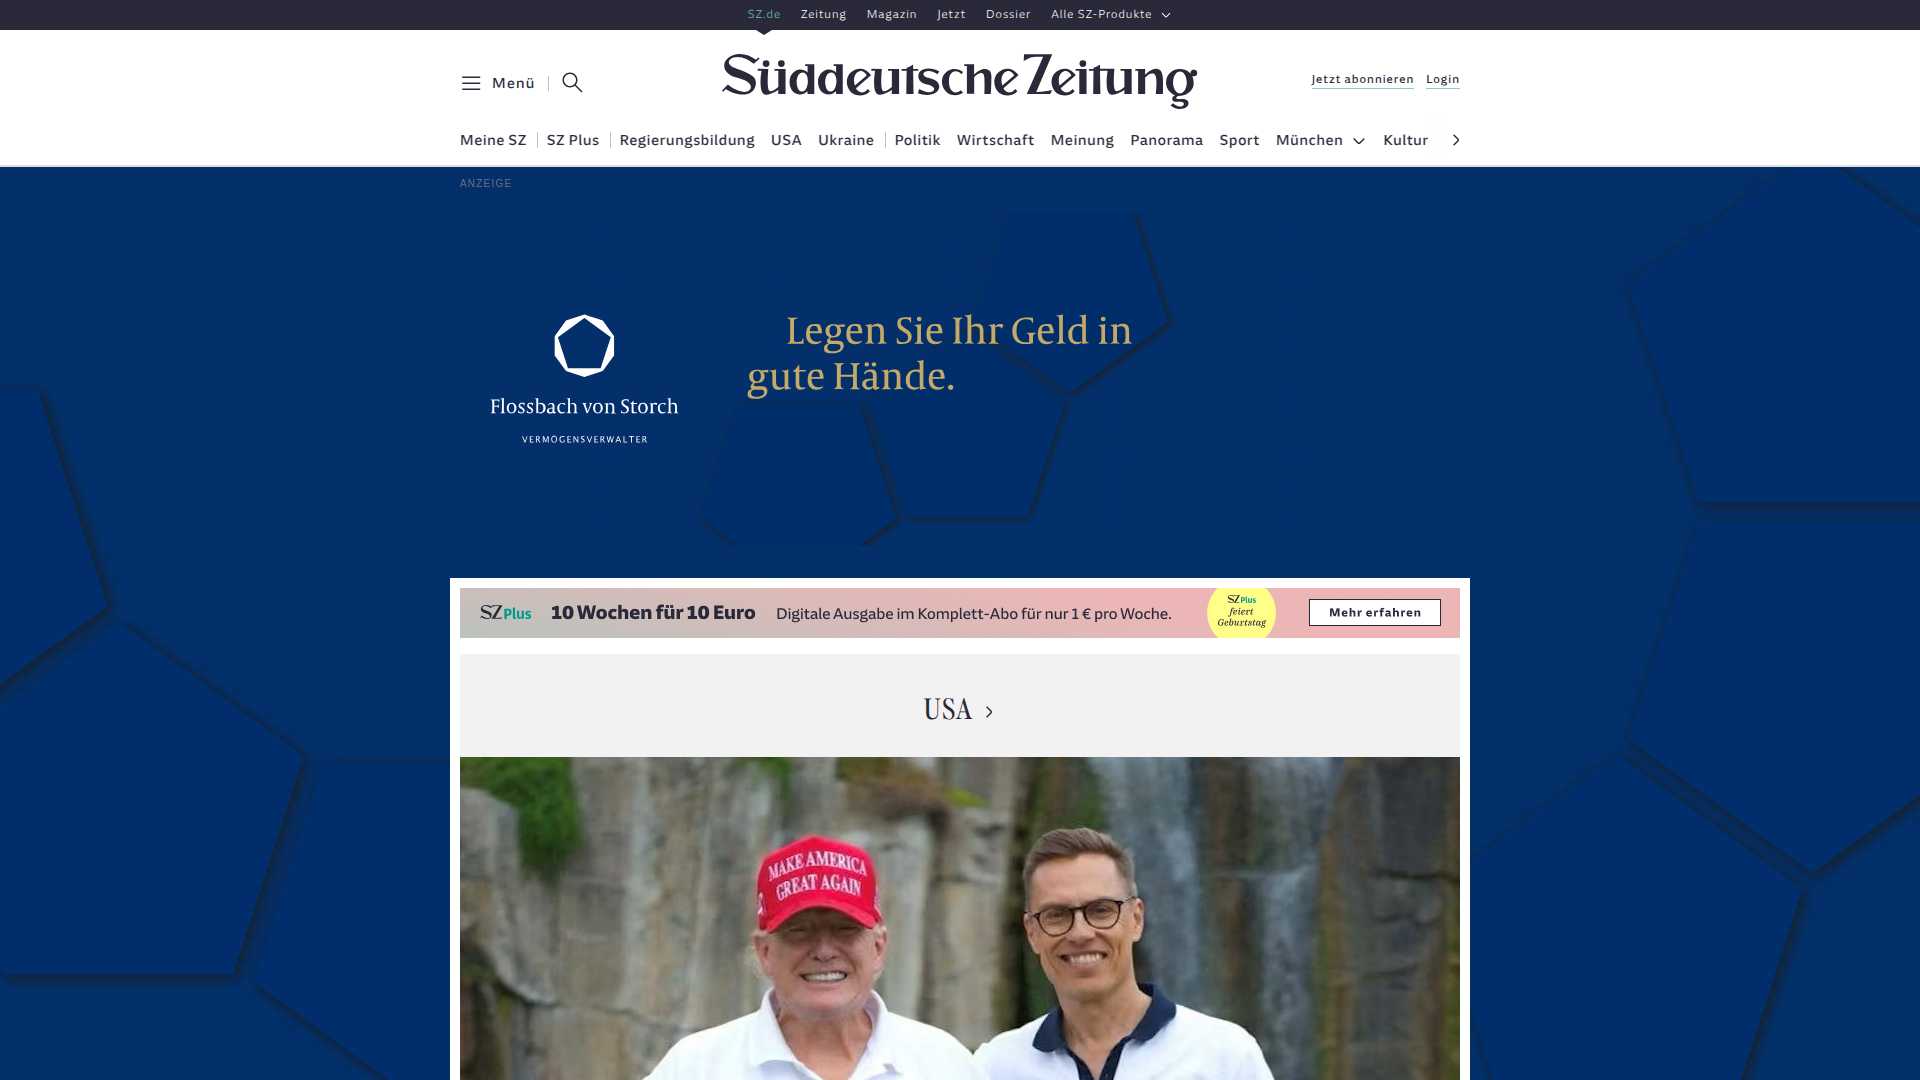 SZ.de Zeitung Magazin Jetzt Dossier Alle SZ-Produkte
Menü
Süddeutsche Zeitung
Jetzt abonnieren Login
Meine SZ SZ Plus Regierungsbildung USA Ukraine Politik Wirtschaft Meinung Panorama Sport München Kultur
ANZEIGE
Legen Sie Ihr Geld in
gute Hände.
Flossbach von Storch
VERMÖGENSVERWALTER
SZ Plus 10 Wochen für 10 Euro Digitale Ausgabe im Komplett-Abo für nur 1 € pro Woche.
SZ Plus
feiert
Geburtstag
Mehr erfahren
USA
MAKE AMERICA
GREAT AGAIN